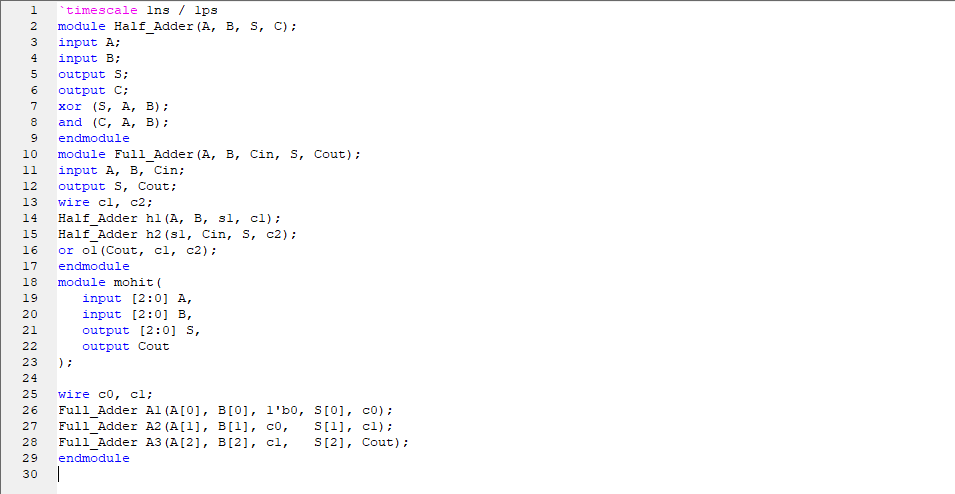 1 `timescale 1ns / 1ps
2 module Half_Adder(A, B, S, C);
3 input A;
4 input B;
5 output S;
6 output C;
7 xor (S, A, B);
8 and (C, A, B);
9 endmodule
10 module Full_Adder(A, B, Cin, S, Cout);
11 input A, B, Cin;
12 output S, Cout;
13 wire c1, c2;
14 Half_Adder h1(A, B, s1, c1);
15 Half_Adder h2(s1, Cin, S, c2);
16 or o1(Cout, c1, c2);
17 endmodule
18 module mohit(
19    input [2:0] A,
20    input [2:0] B,
21    output [2:0] S,
22    output Cout
23 );
24
25 wire c0, c1;
26 Full_Adder A1(A[0], B[0], 1'b0, S[0], c0);
27 Full_Adder A2(A[1], B[1], c0,   S[1], c1);
28 Full_Adder A3(A[2], B[2], c1,   S[2], Cout);
29 endmodule
30